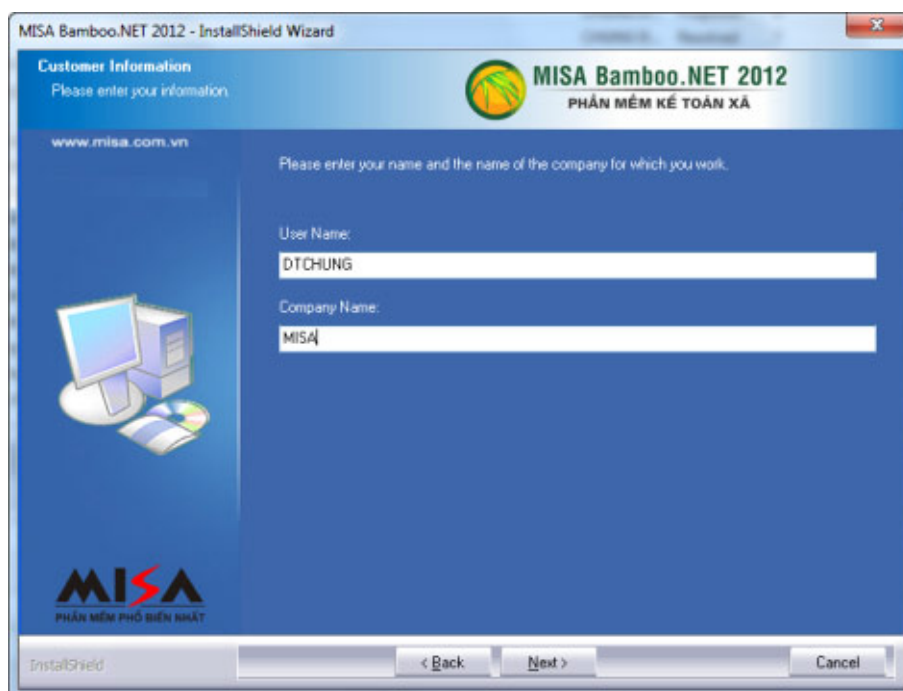 MISA Bamboo.NET 2012 - InstallShield Wizard
Customer Information
Please enter your information
MISA Bamboo.NET 2012
PHẦN MỀM KẾ TOÁN XÃ
www.misa.com.vn
Please enter your name and the name of the company for which you work.
User Name:
DTCHUNG
Company Name:
MISA
MISA
PHẦN MỀM PHỔ BIẾN NHẤT
InstallShield
< Back
Next >
Cancel